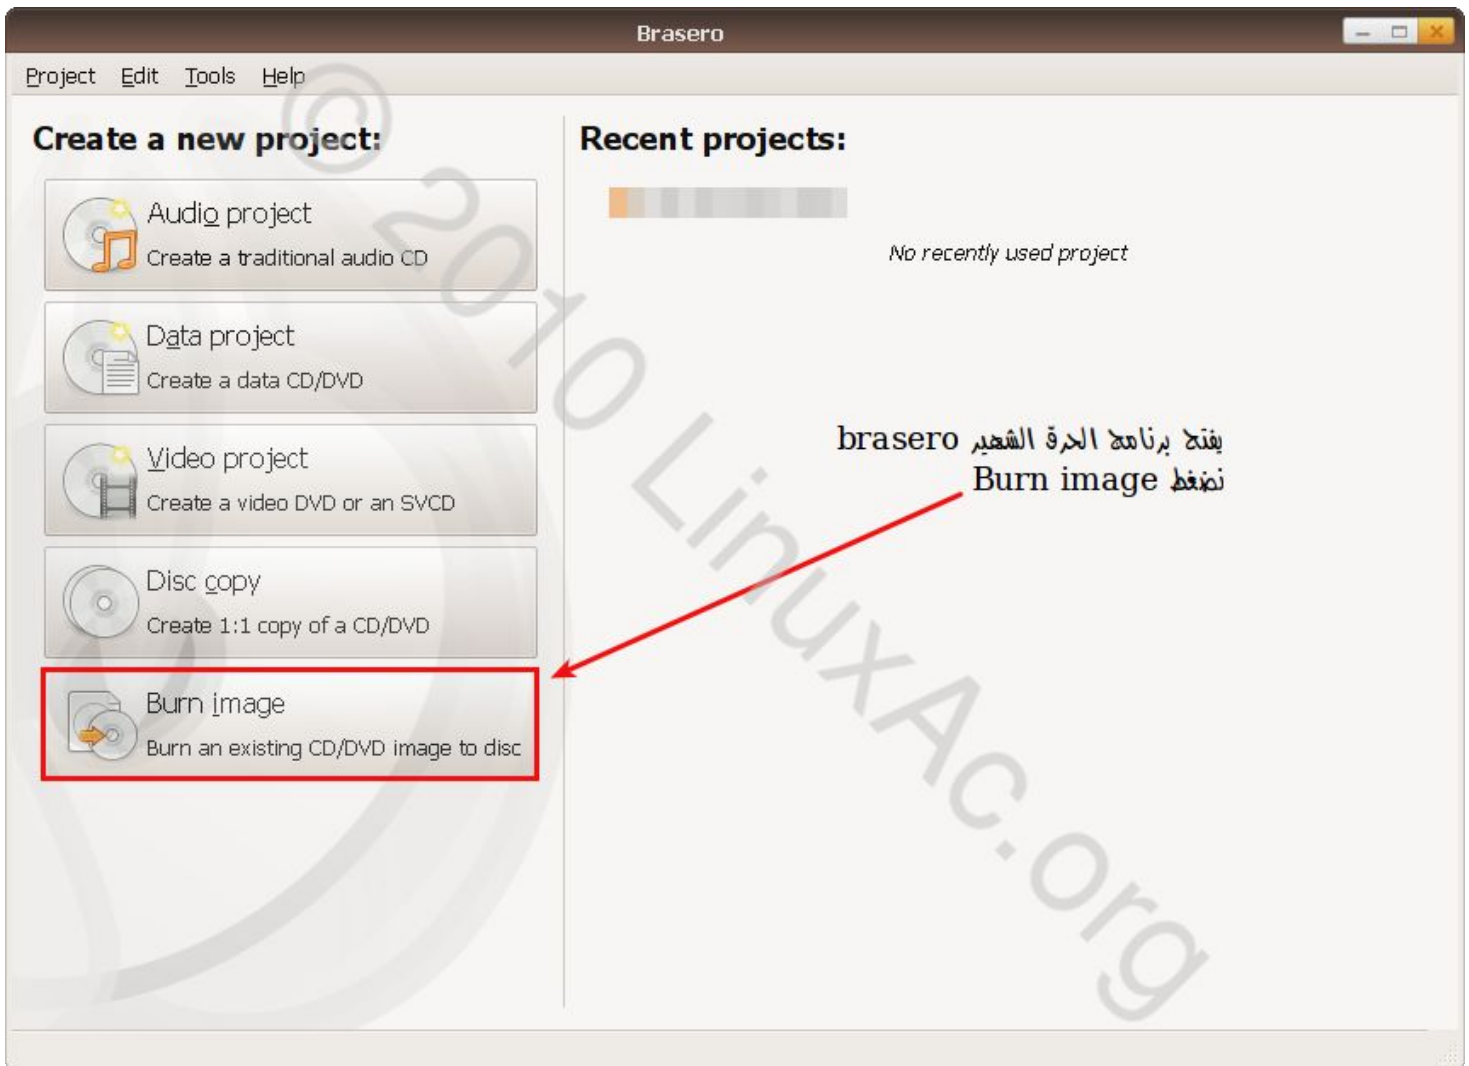 Brasero
Project Edit Tools Help
Create a new project:
Audio project
Create a traditional audio CD
Data project
Create a data CD/DVD
Video project
Create a video DVD or an SVCD
Disc copy
Create 1:1 copy of a CD/DVD
Burn image
Burn an existing CD/DVD image to disc
Recent projects:
No recently used project
يفتح برنامج الحرق الشهير brasero
نضغط Burn image
© 2010 LinuxAc.org